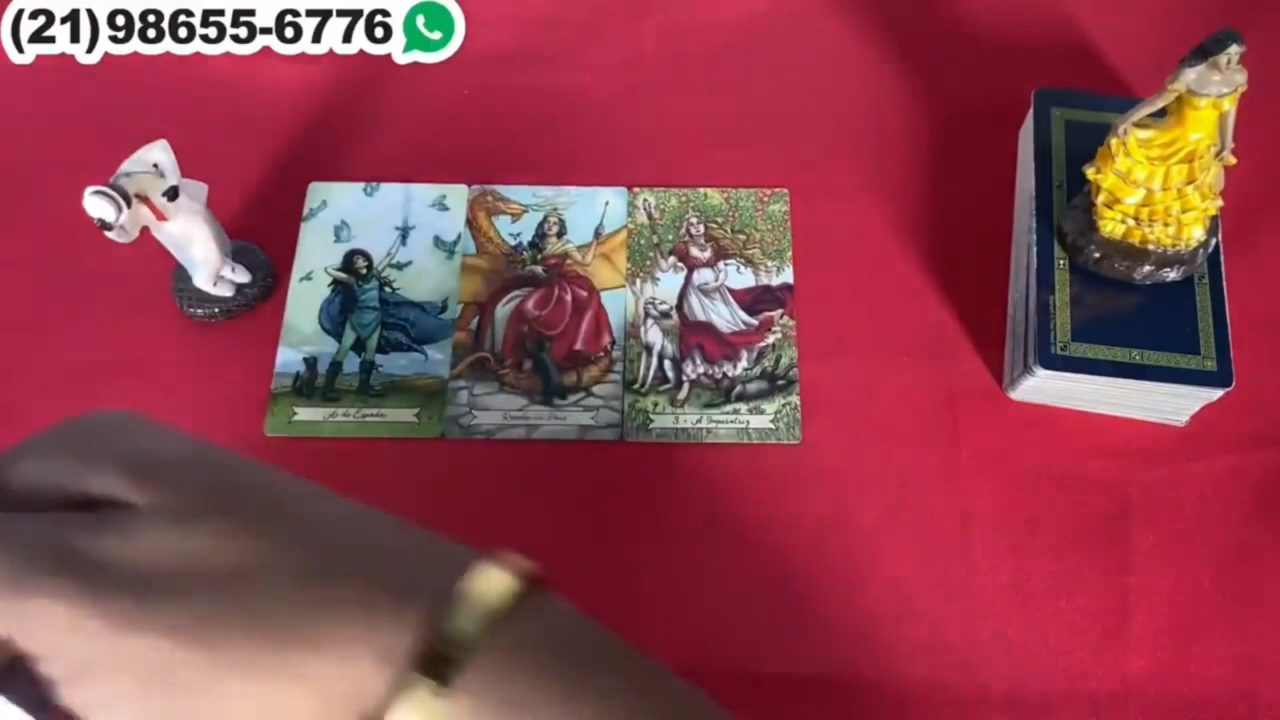 (21)98655-6776
Ás de Espadas
3 • A Imperatriz